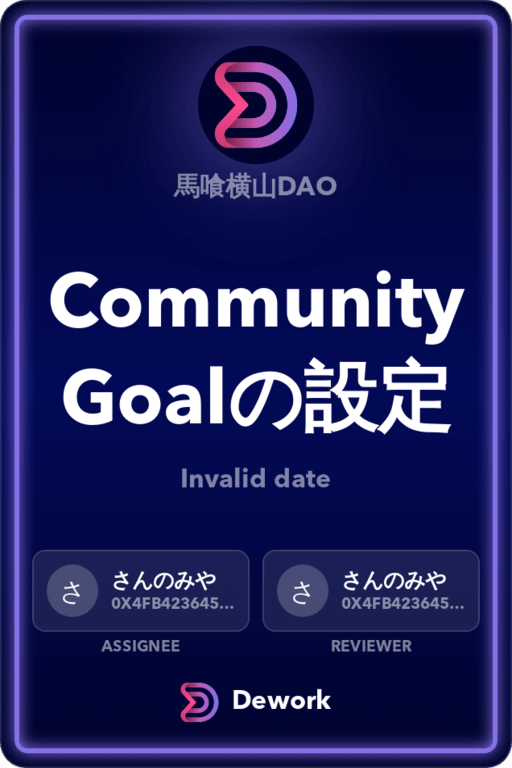 馬喰横山DAO
Community
Goalの設定
Invalid date
さ
さんのみや
0X4FB423645...
ASSIGNEE
さ
さんのみや
0X4FB423645...
REVIEWER
Dework